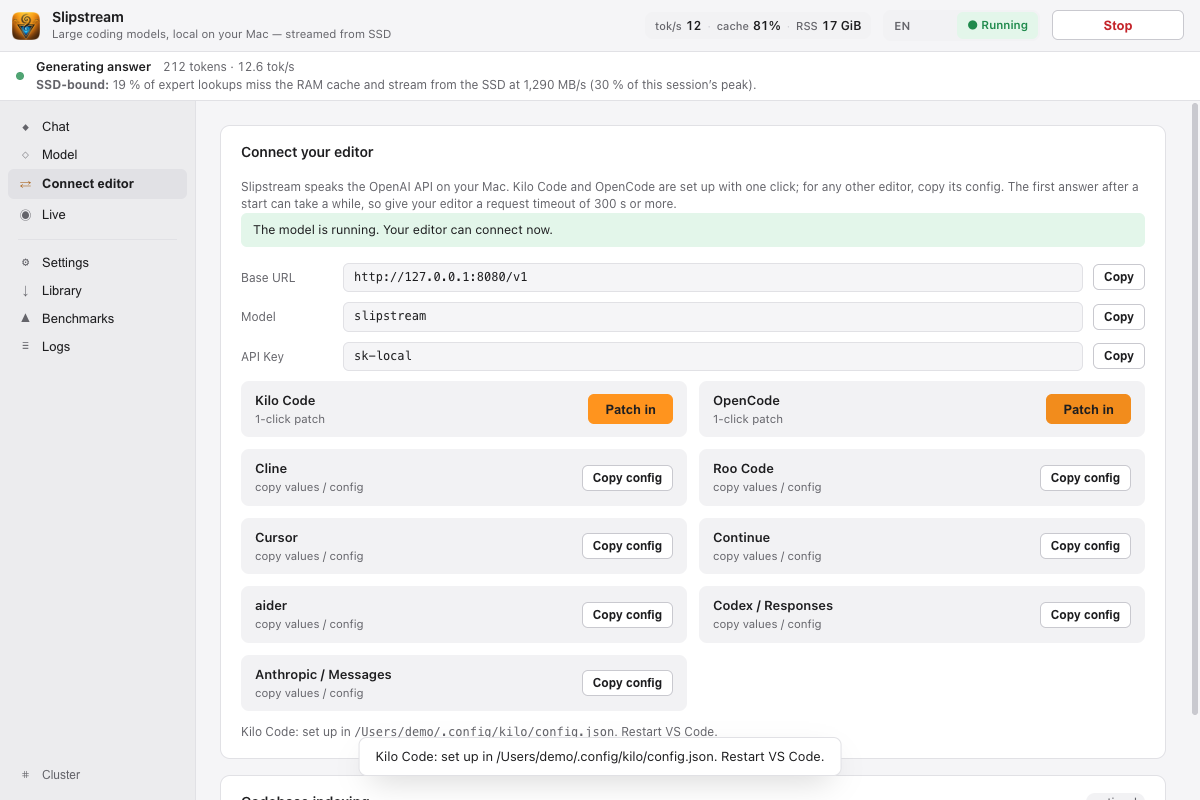 Slipstream
Large coding models, local on your Mac — streamed from SSD
tok/s 12 · cache 81% · RSS 17 GiB
EN
Running
Stop
Generating answer 212 tokens · 12.6 tok/s
SSD-bound: 19 % of expert lookups miss the RAM cache and stream from the SSD at 1,290 MB/s (30 % of this session's peak).
Chat
Model
Connect editor
Live
Settings
Library
Benchmarks
Logs
Cluster
Connect your editor
Slipstream speaks the OpenAI API on your Mac. Kilo Code and OpenCode are set up with one click; for any other editor, copy its config. The first answer after a
start can take a while, so give your editor a request timeout of 300 s or more.
The model is running. Your editor can connect now.
Base URL http://127.0.0.1:8080/v1 Copy
Model slipstream Copy
API Key sk-local Copy
Kilo Code
1-click patch
Patch in
OpenCode
1-click patch
Patch in
Cline
copy values / config
Copy config
Roo Code
copy values / config
Copy config
Cursor
copy values / config
Copy config
Continue
copy values / config
Copy config
aider
copy values / config
Copy config
Codex / Responses
copy values / config
Copy config
Anthropic / Messages
copy values / config
Copy config
Kilo Code: set up in /Users/demo/.config/kilo/config.json. Restart VS Code.
Kilo Code: set up in /Users/demo/.config/kilo/config.json. Restart VS Code.
Codebase indexing